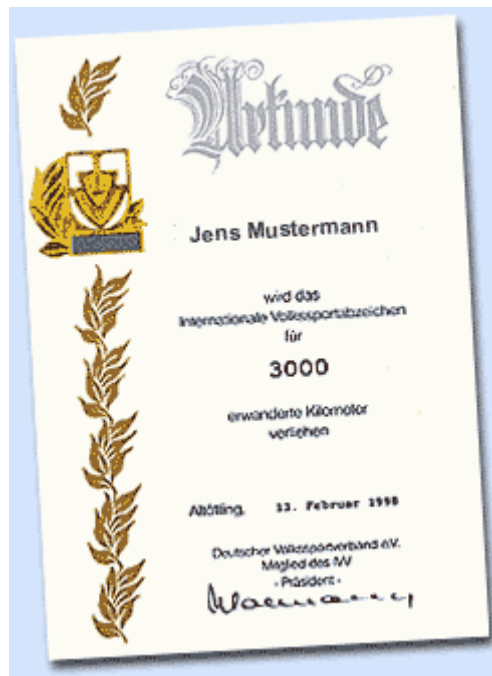 Urkunde
Jens Mustermann
wird das
Internationale Volkssportabzeichen
für
3000
erwanderte Kilometer
verliehen
Altötting, 13. Februar 1998
Deutscher Volkssportverband e.V.
Mitglied des IVV
- Präsident -